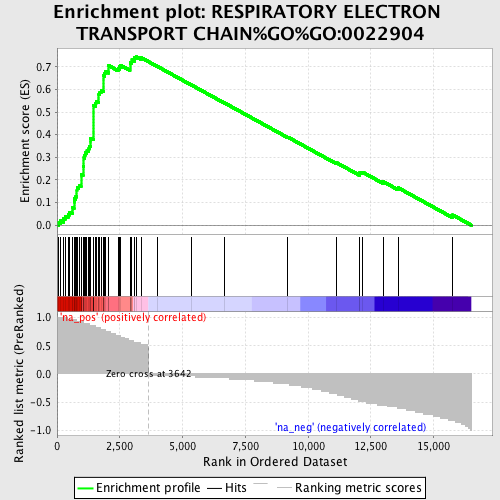 Enrichment plot: RESPIRATORY ELECTRON
TRANSPORT CHAIN%GO%GO:0022904
Enrichment score (ES)
0.7
0.6
0.5
0.4
0.3
0.2
0.1
0.0
Ranked list metric (PreRanked)
1.0
0.5
0.0
-0.5
-1.0
'na_pos' (positively correlated)
Zero cross at 3642
'na_neg' (negatively correlated)
0
2,500
5,000
7,500
10,000
12,500
15,000
Rank in Ordered Dataset
Enrichment profile
Hits
Ranking metric scores